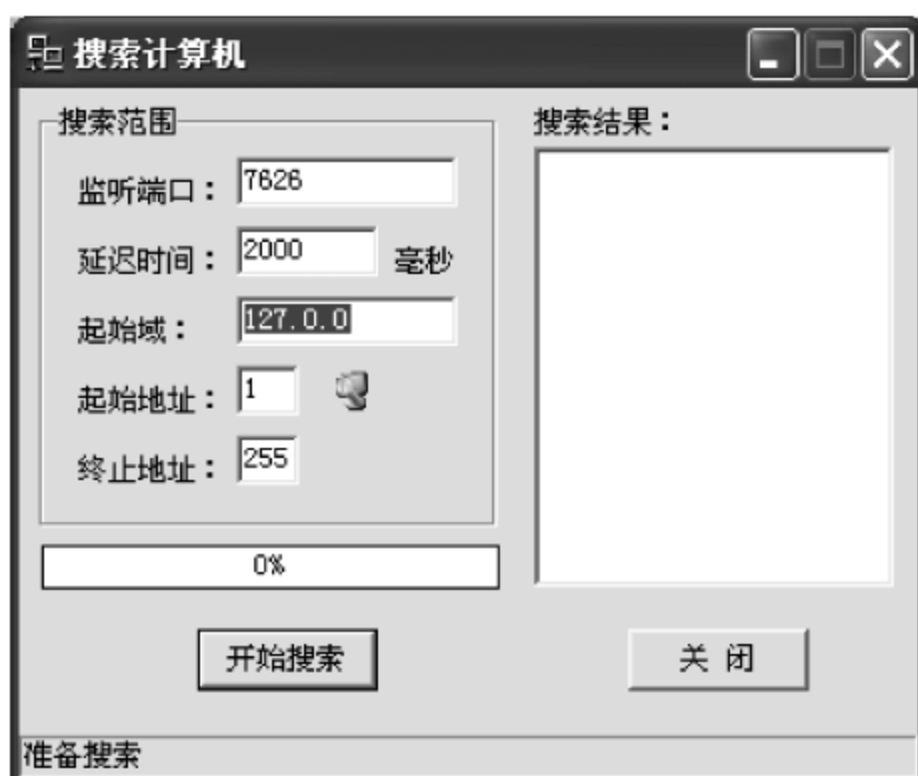 搜索计算机
搜索范围
监听端口： 7626
延迟时间： 2000 毫秒
起始域： 127.0.0
起始地址： 1
终止地址： 255
0%
开始搜索
搜索结果：
关 闭
准备搜索